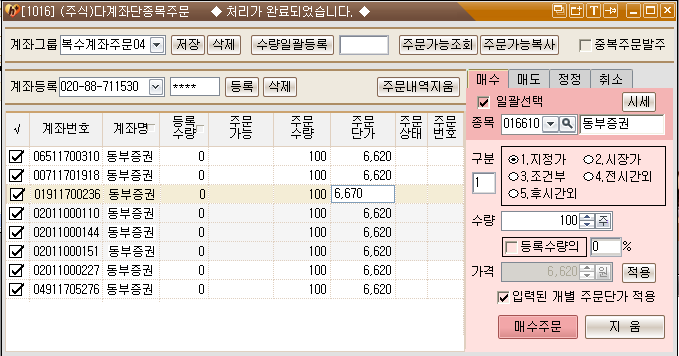 [1016] (주식)다계좌단종목주문 ◆ 처리가 완료되었습니다. ◆
계좌그룹 복수계좌주문04 저장 삭제 수량일괄등록 주문가능조회 주문가능복사 중복주문발주
계좌등록 020-88-711530 **** 등록 삭제 주문내역지움
매수 매도 정정 취소
일괄선택 시세
종목 016610 동부증권
√ 계좌번호 계좌명 등록수량 주문가능 주문수량 주문단가 주문상태 주문번호
06511700310 동부증권 0 100 6,620
00711701918 동부증권 0 100 6,620
01911700236 동부증권 0 100 6,670
02011000110 동부증권 0 100 6,620
02011000144 동부증권 0 100 6,620
02011000151 동부증권 0 100 6,620
02011000227 동부증권 0 100 6,620
04911705276 동부증권 0 100 6,620
구분 1
1.지정가 2.시장가
3.조건부 4.전시간외
5.후시간외
수량 100 주
등록수량의 0 %
가격 6,620 원 적용
입력된 개별 주문단가 적용
매수주문 지 움